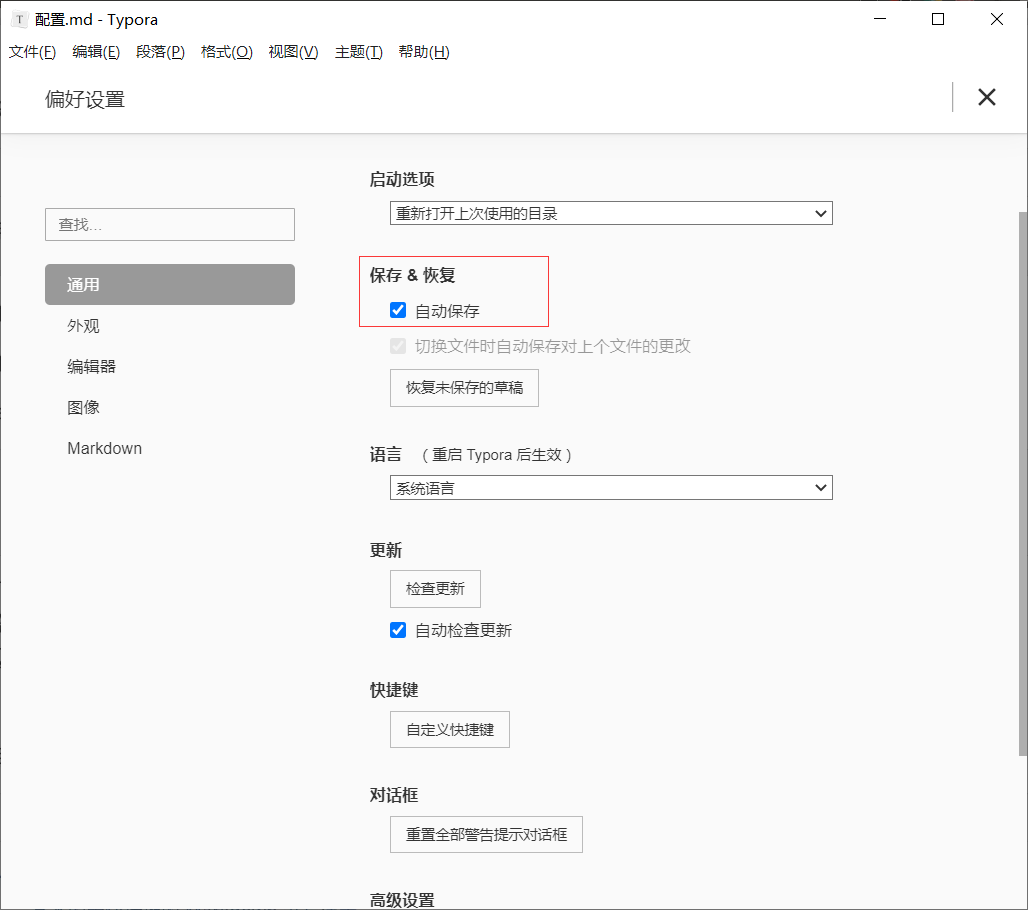 T 配置.md - Typora
文件(F) 编辑(E) 段落(P) 格式(O) 视图(V) 主题(T) 帮助(H)
偏好设置
查找...
通用
外观
编辑器
图像
Markdown
启动选项
重新打开上次使用的目录
保存 & 恢复
自动保存
切换文件时自动保存对上个文件的更改
恢复未保存的草稿
语言 （重启 Typora 后生效）
系统语言
更新
检查更新
自动检查更新
快捷键
自定义快捷键
对话框
重置全部警告提示对话框
高级设置